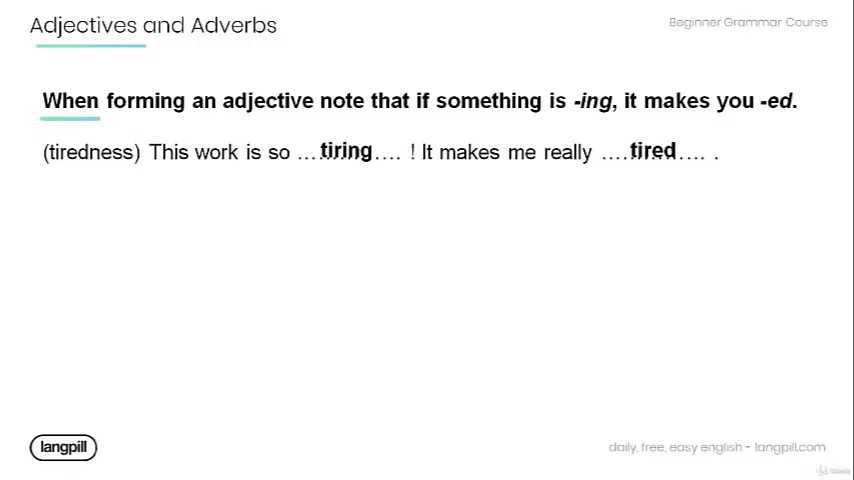 Adjectives and Adverbs
Beginner Grammar Course
When forming an adjective note that if something is -ing, it makes you -ed.
(tiredness) This work is so ...tiring.... ! It makes me really ....tired.... .
langpill
daily, free, easy english - langpill.com
Udemy